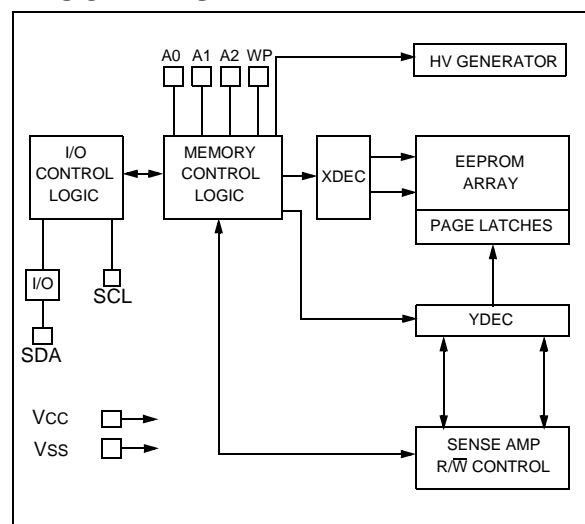 A0 A1 A2 WP
HV GENERATOR
I/O
CONTROL
LOGIC
MEMORY
CONTROL
LOGIC
XDEC
EEPROM
ARRAY
PAGE LATCHES
I/O
SCL
SDA
YDEC
VCC
VSS
SENSE AMP
R/W̅ CONTROL